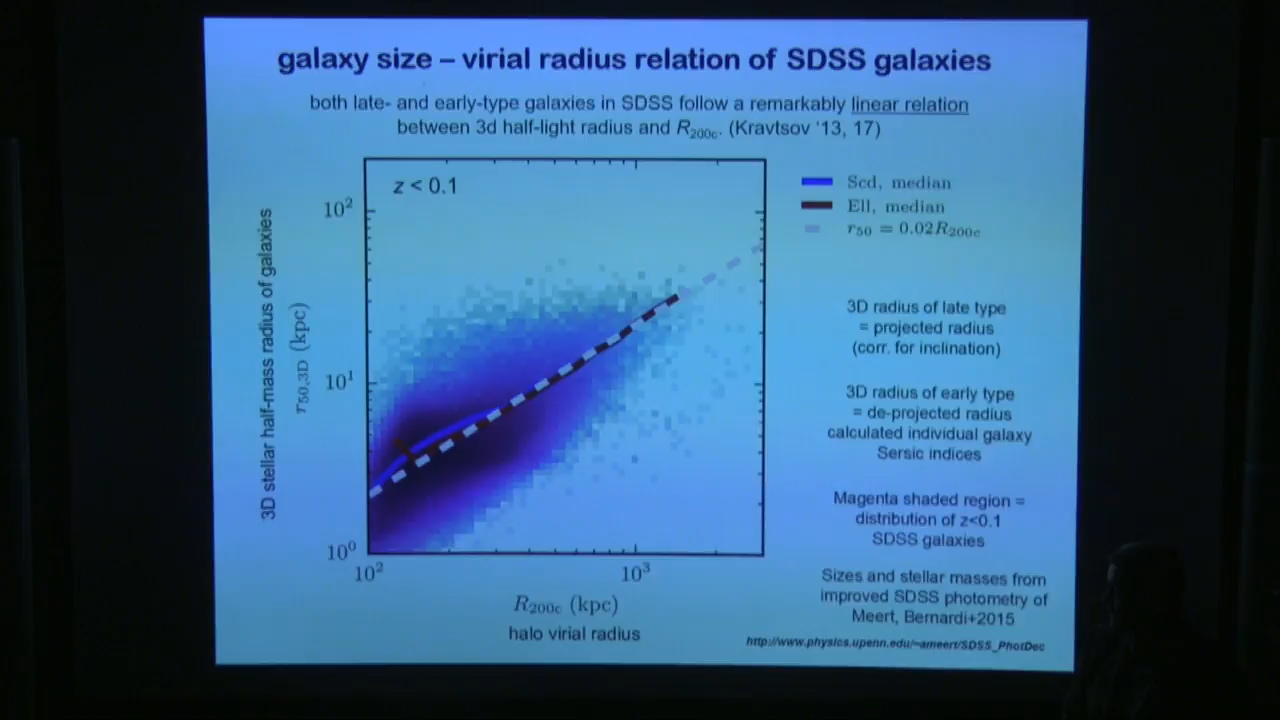 galaxy size – virial radius relation of SDSS galaxies
both late- and early-type galaxies in SDSS follow a remarkably linear relation
between 3d half-light radius and R200c. (Kravtsov ‘13, 17)
z < 0.1
Scd, median
Ell, median
r50 = 0.02R200c
3D stellar half-mass radius of galaxies
r50,3D (kpc)
10²
10¹
10⁰
10²
10³
R200c (kpc)
halo virial radius
3D radius of late type
= projected radius
(corr. for inclination)
3D radius of early type
= de-projected radius
calculated individual galaxy
Sersic indices
Magenta shaded region =
distribution of z<0.1
SDSS galaxies
Sizes and stellar masses from
improved SDSS photometry of
Meert, Bernardi+2015
http://www.physics.upenn.edu/~ameert/SDSS_PhotDec